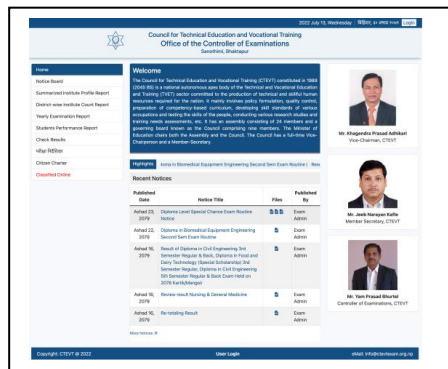 2022 July 13, Wednesday | बिहिवार, ३० असार २०७९ Login
Council for Technical Education and Vocational Training
Office of the Controller of Examinations
Sanothimi, Bhaktapur
Home
Notice Board
Summarized Institute Profile Report
District-wise Institute Count Report
Yearly Examination Report
Students Performance Report
Check Results
परीक्षा निर्देशिका
Citizen Charter
Classified Online
Welcome
The Council for Technical Education and Vocational Training (CTEVT) constituted in 1989
(2045 BS) is a national autonomous apex body of the Technical and Vocational Education
and Training (TVET) sector committed to the production of technical and skillful human
resources required for the nation. It mainly involves policy formulation, quality control,
preparation of competency-based curriculum, developing skill standards of various
occupations and testing the skills of the people, conducting various research studies and
training needs assessments, etc. It has an assembly consisting of 24 members and a
governing board known as the Council comprising nine members. The Minister of
Education chairs both the Assembly and the Council. The Council has a full-time Vice-
Chairperson and a Member-Secretary.
Highlights
loma in Biomedical Equipment Engineering Second Sem Exam Routine |
Recent Notices
Published
Date
Notice Title
Files
Published
By
Ashad 23,
2079
Diploma Level Special Chance Exam Routine
Notice
Exam
Admin
Ashad 22,
2079
Diploma in Biomedical Equipment Engineering
Second Sem Exam Routine
Exam
Admin
Ashad 16,
2079
Result of Diploma in Civil Engineering 3rd
Semester Regular & Back, Diploma in Food and
Dairy Technology (Special Scholarship) 3rd
Semester Regular, Diploma in Civil Engineering
5th Semester Regular & Back Exam Held on
2078 Kartik/Mangsir
Exam
Admin
Ashad 16,
2079
Review result Nursing & General Medicine
Exam
Admin
Ashad 16,
2079
Re-totaling Result
Exam
Admin
More Notices
Mr. Khagendra Prasad Adhikari
Vice-Chairman, CTEVT
Mr. Jeeb Narayan Kafle
Member Secretary, CTEVT
Mr. Yam Prasad Bhurtel
Controller of Examinations, CTEVT
Copyright: CTEVT @ 2022
User Login
eMail: info@ctevtexam.org.np